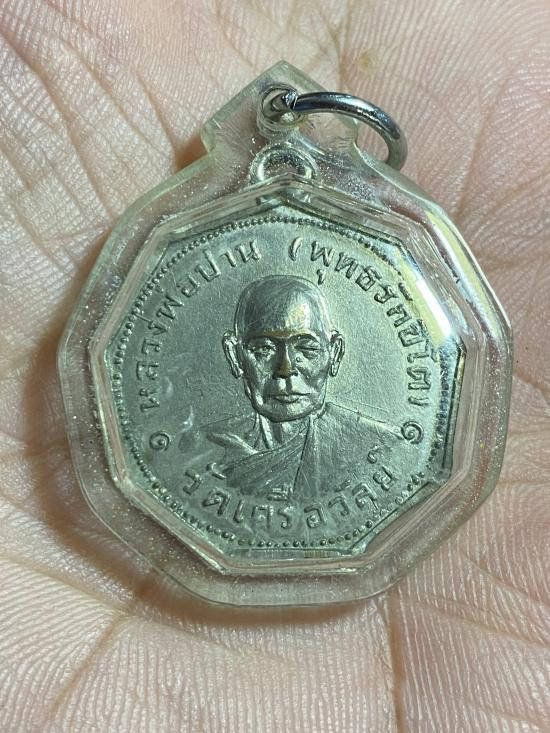 ๑ หลวงพ่อปาน (พุทธรักขิโต) ๑
วัดเครือวัลย์